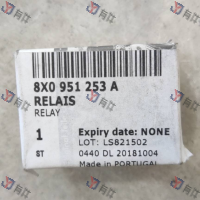 8X0 951 253 A
RELAIS
RELAY
1
Expiry date: NONE
LOT: LS821502
ST
0440 DL 20181004
Made in PORTUGAL